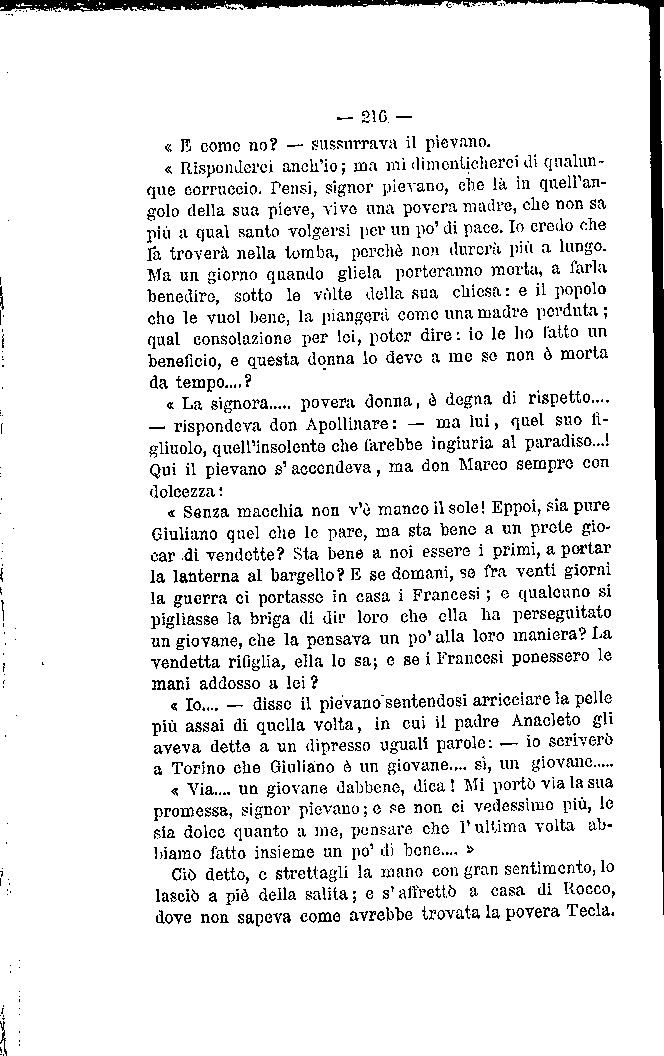 — 216 —
« E come no? — sussurrava il pievano.
« Risponderei anch'io; ma mi dimenticherei di qualun-
que corruccio. Pensi, signor pievano, che là in quell'an-
golo della sua pieve, vive una povera madre, che non sa
più a qual santo volgersi per un po' di pace. Io credo che
la troverà nella tomba, perchè non durerà più a lungo.
Ma un giorno quando gliela porteranno morta, a farla
benedire, sotto le vôlte della sua chiesa: e il popolo
che le vuol bene, la piangerà come una madre perduta;
qual consolazione per lei, poter dire: io le ho fatto un
beneficio, e questa donna lo deve a me se non è morta
da tempo....?
« La signora..... povera donna, è degna di rispetto....
— rispondeva don Apollinare: — ma lui, quel suo fi-
gliuolo, quell'insolente che farebbe ingiuria al paradiso...!
Qui il pievano s'accendeva, ma don Marco sempre con
dolcezza:
« Senza macchia non v'è manco il sole! Eppoi, sia pure
Giuliano quel che le pare, ma sta bene a un prete gio-
car di vendette? Sta bene a noi essere i primi, a portar
la lanterna al bargello? E se domani, se fra venti giorni
la guerra ci portasse in casa i Francesi; e qualcuno si
pigliasse la briga di dir loro che ella ha perseguitato
un giovane, che la pensava un po' alla loro maniera? La
vendetta rifiglia, ella lo sa; e se i Francesi ponessero le
mani addosso a lei?
« Io.... — disse il pievano sentendosi arricciare la pelle
più assai di quella volta, in cui il padre Anacleto gli
aveva dette a un dipresso uguali parole: — io scriverò
a Torino che Giuliano è un giovane.... sì, un giovane.....
« Via.... un giovane dabbene, dica! Mi portò via la sua
promessa, signor pievano; e se non ci vedessimo più, le
sia dolce quanto a me, pensare che l'ultima volta ab-
biamo fatto insieme un po' di bene.... »
Ciò detto, e strettagli la mano con gran sentimento, lo
lasciò a piè della salita; e s'affrettò a casa di Rocco,
dove non sapeva come avrebbe trovata la povera Tecla.